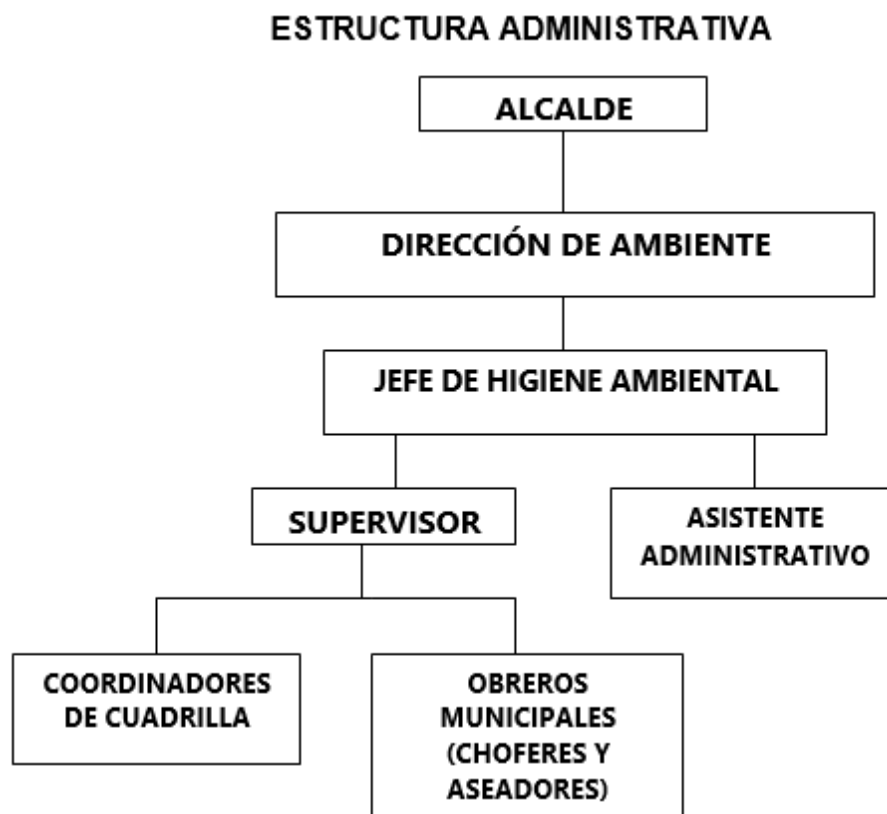 ESTRUCTURA ADMINISTRATIVA
ALCALDE
DIRECCIÓN DE AMBIENTE
JEFE DE HIGIENE AMBIENTAL
SUPERVISOR
ASISTENTE
ADMINISTRATIVO
COORDINADORES
DE CUADRILLA
OBREROS
MUNICIPALES
(CHOFERES Y
ASEADORES)